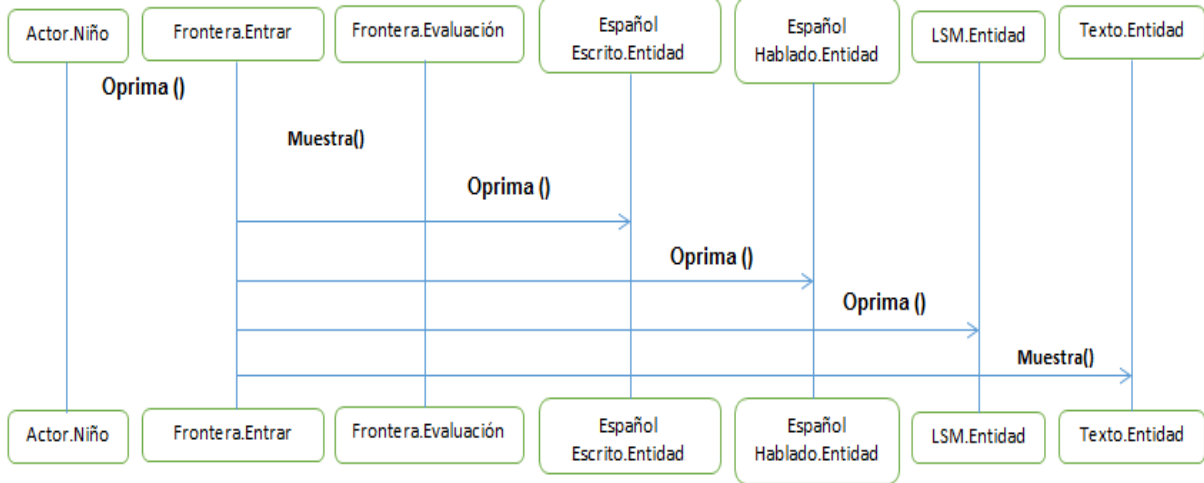 Actor.Niño
Frontera.Entrar
Frontera.Evaluación
Español
Escrito.Entidad
Español
Hablado.Entidad
LSM.Entidad
Texto.Entidad
Oprima ()
Muestra()
Oprima ()
Oprima ()
Oprima ()
Muestra()
Actor.Niño
Frontera.Entrar
Frontera.Evaluación
Español
Escrito.Entidad
Español
Hablado.Entidad
LSM.Entidad
Texto.Entidad